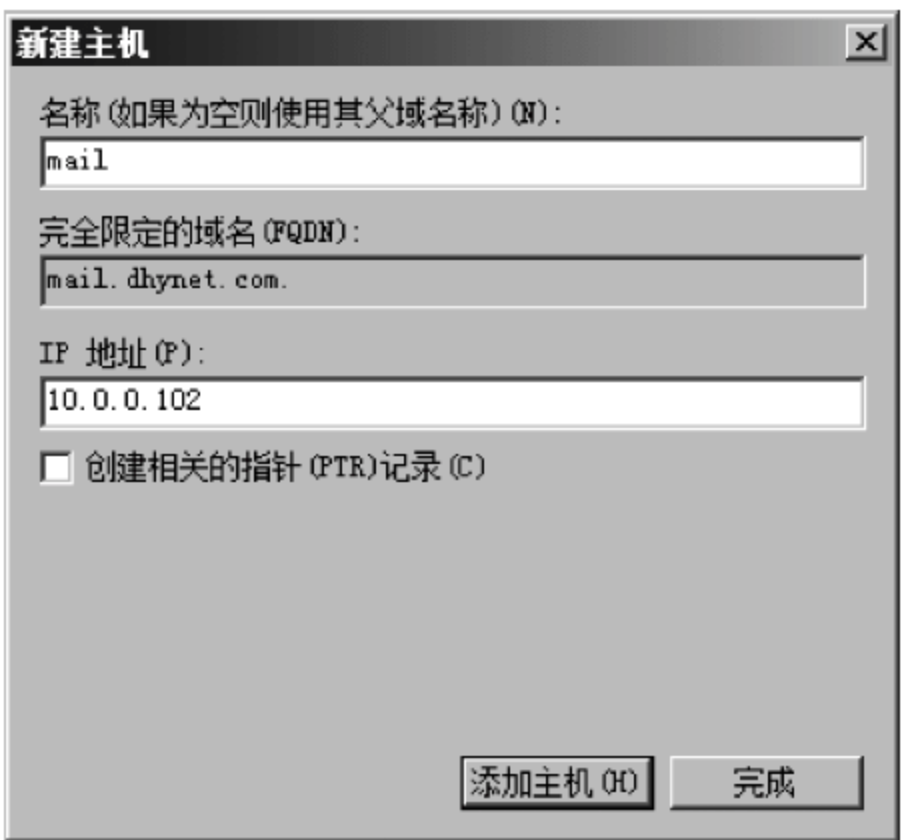 新建主机
名称(如果为空则使用其父域名称)(N):
mail
完全限定的域名(FQDN):
mail.dhynet.com.
IP 地址(P):
10.0.0.102
创建相关的指针(PTR)记录(C)
添加主机(H) 完成